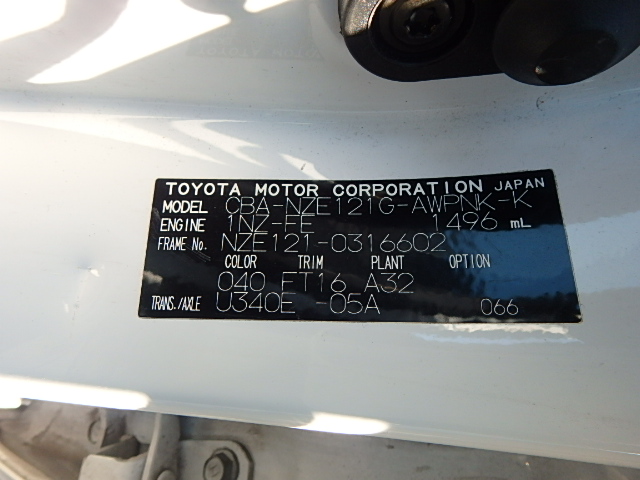 TOYOTA MOTOR CORPORATION JAPAN
MODEL CBA-NZE121G-AWPNK-K
ENGINE 1NZ-FE 1496 mL
FRAME No. NZE121-0316602
COLOR TRIM PLANT OPTION
040 FT16 A32
TRANS./AXLE U340E -05A 066